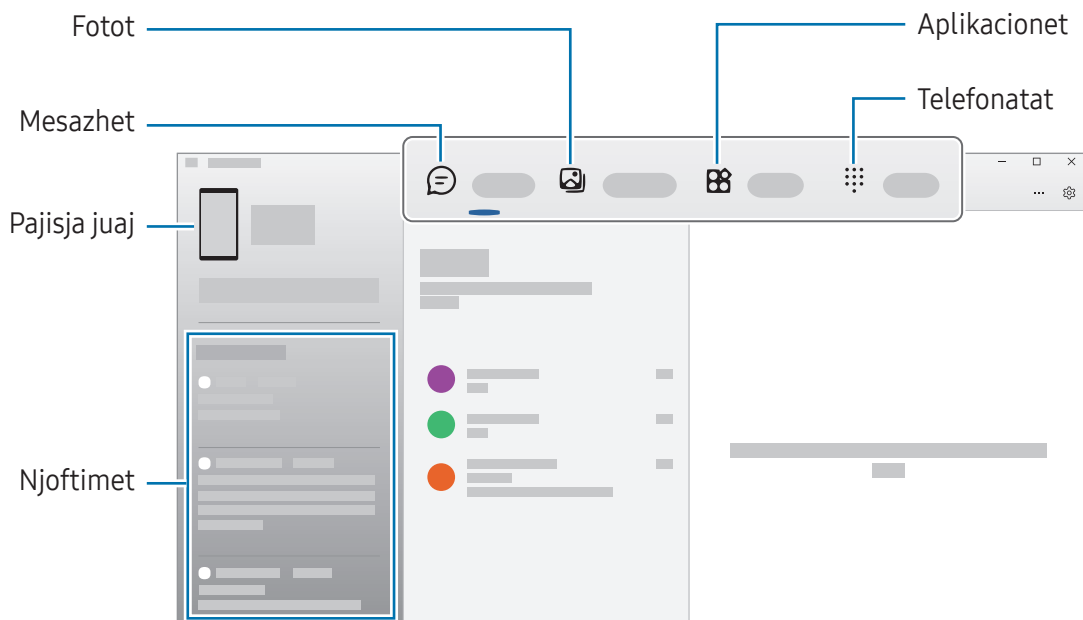 Fotot
Aplikacionet
Mesazhet
Telefonatat
Pajisja juaj
Njoftimet